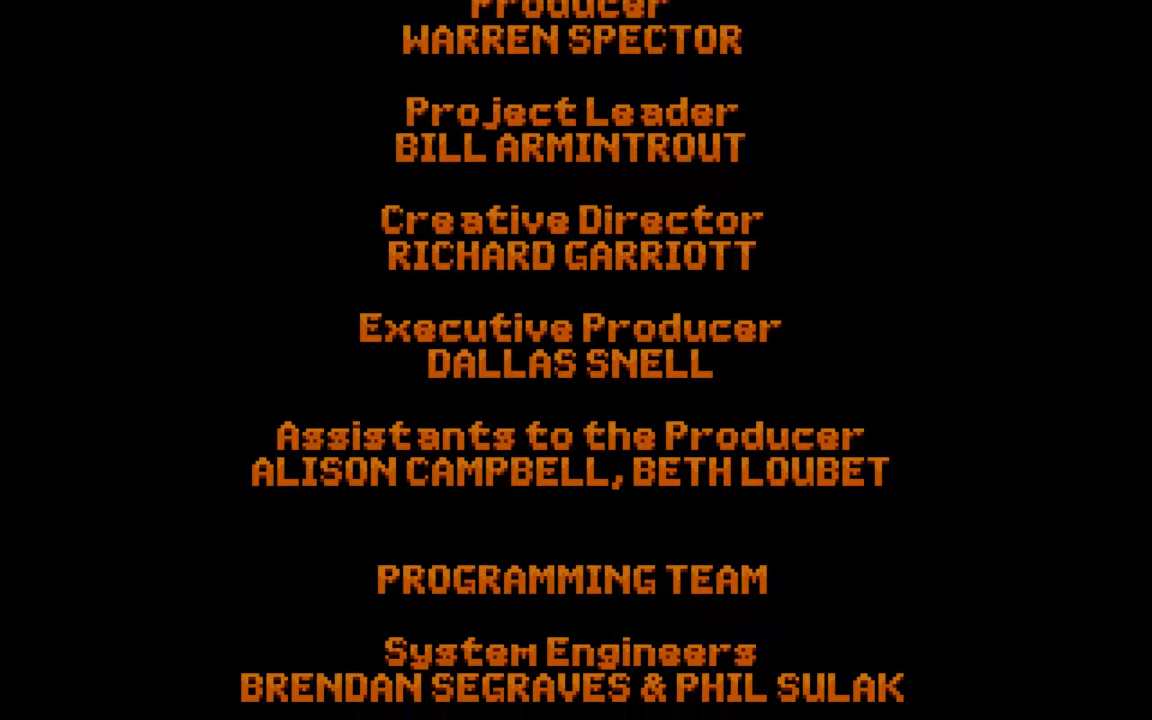 Producer
WARREN SPECTOR
Project Leader
BILL ARMINTROUT
Creative Director
RICHARD GARRIOTT
Executive Producer
DALLAS SNELL
Assistants to the Producer
ALISON CAMPBELL, BETH LOUBET
PROGRAMMING TEAM
System Engineers
BRENDAN SEGRAVES & PHIL SULAK